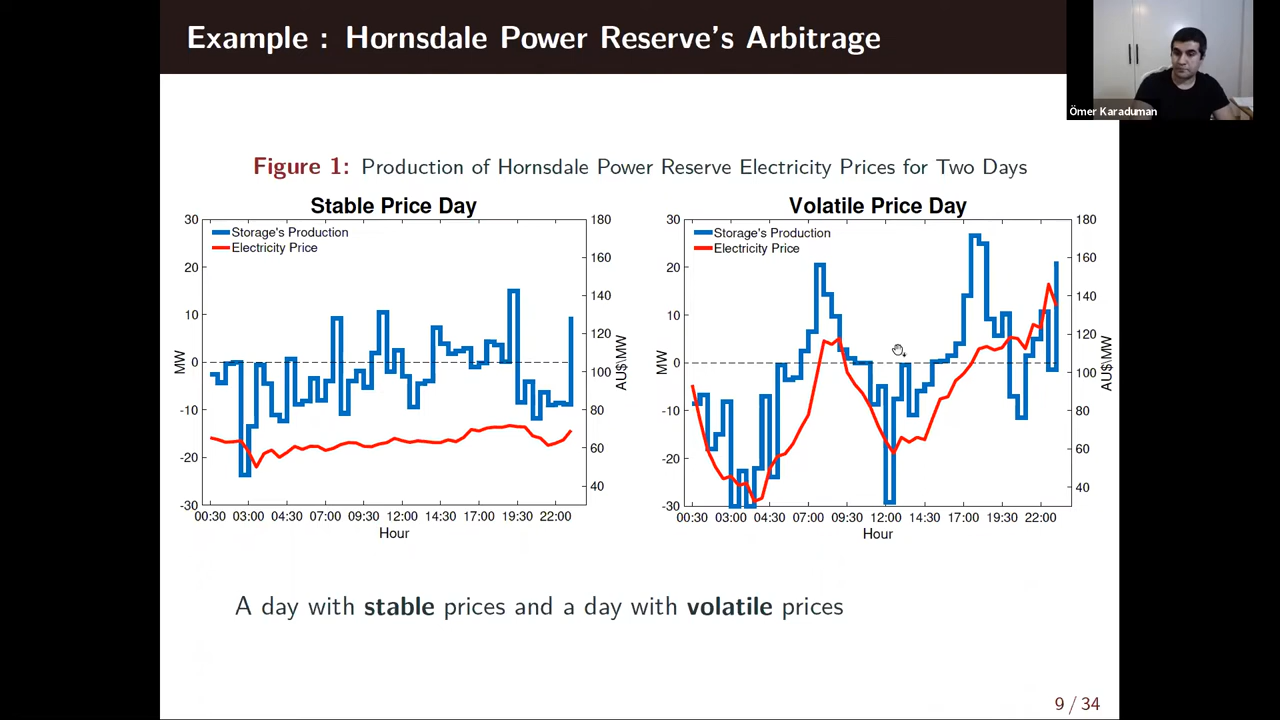 Example : Hornsdale Power Reserve's Arbitrage
Ömer Karaduman
Figure 1: Production of Hornsdale Power Reserve Electricity Prices for Two Days
Stable Price Day
Storage's Production
Electricity Price
30
20
10
0
-10
-20
-30
MW
180
160
140
120
100
80
60
40
AU$\MW
00:30 03:00 04:30 07:00 09:30 12:00 14:30 17:00 19:30 22:00
Hour
Volatile Price Day
Storage's Production
Electricity Price
30
20
10
0
-10
-20
-30
MW
180
160
140
120
100
80
60
40
AU$\MW
00:30 03:00 04:30 07:00 09:30 12:00 14:30 17:00 19:30 22:00
Hour
A day with stable prices and a day with volatile prices
9 / 34